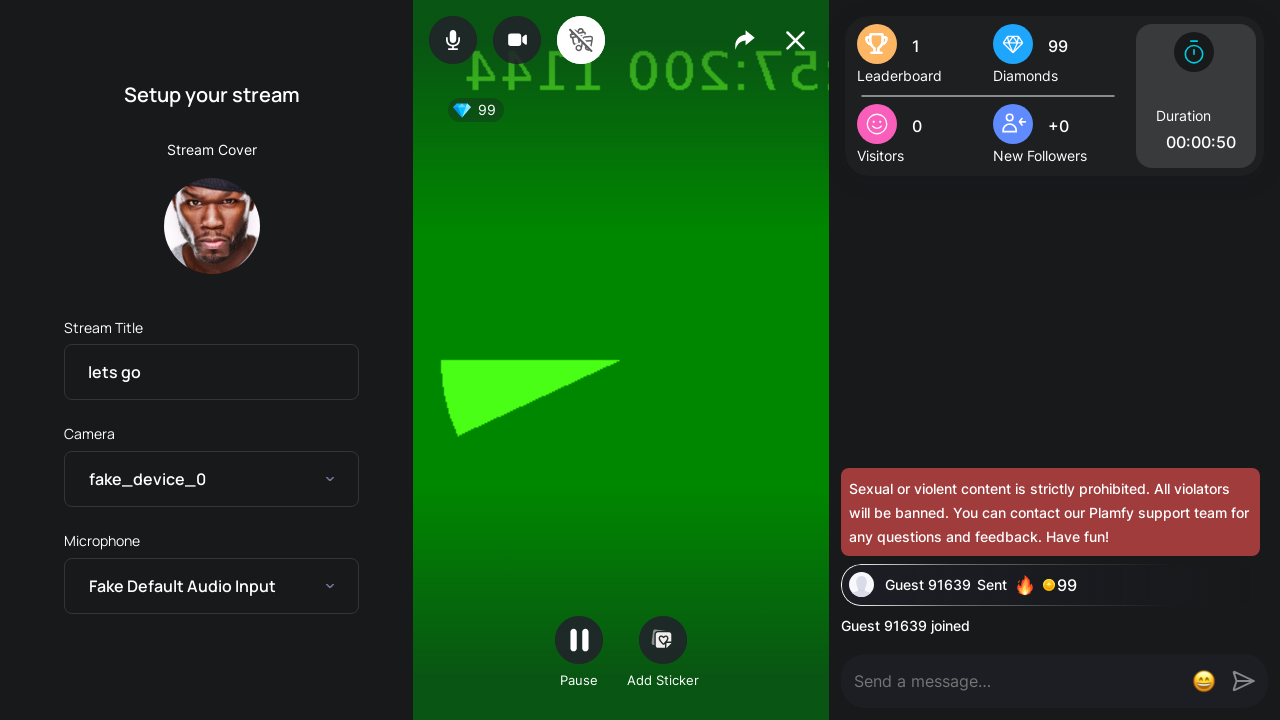 Setup your stream
Stream Cover
Stream Title
lets go
Camera
fake_device_0
Microphone
Fake Default Audio Input
:57:200 1144
99
Pause
Add Sticker
1
Leaderboard
99
Diamonds
0
Visitors
+0
New Followers
Duration
00:00:50
Sexual or violent content is strictly prohibited. All violators
will be banned. You can contact our Plamfy support team for
any questions and feedback. Have fun!
Guest 91639 Sent 99
Guest 91639 joined
Send a message...